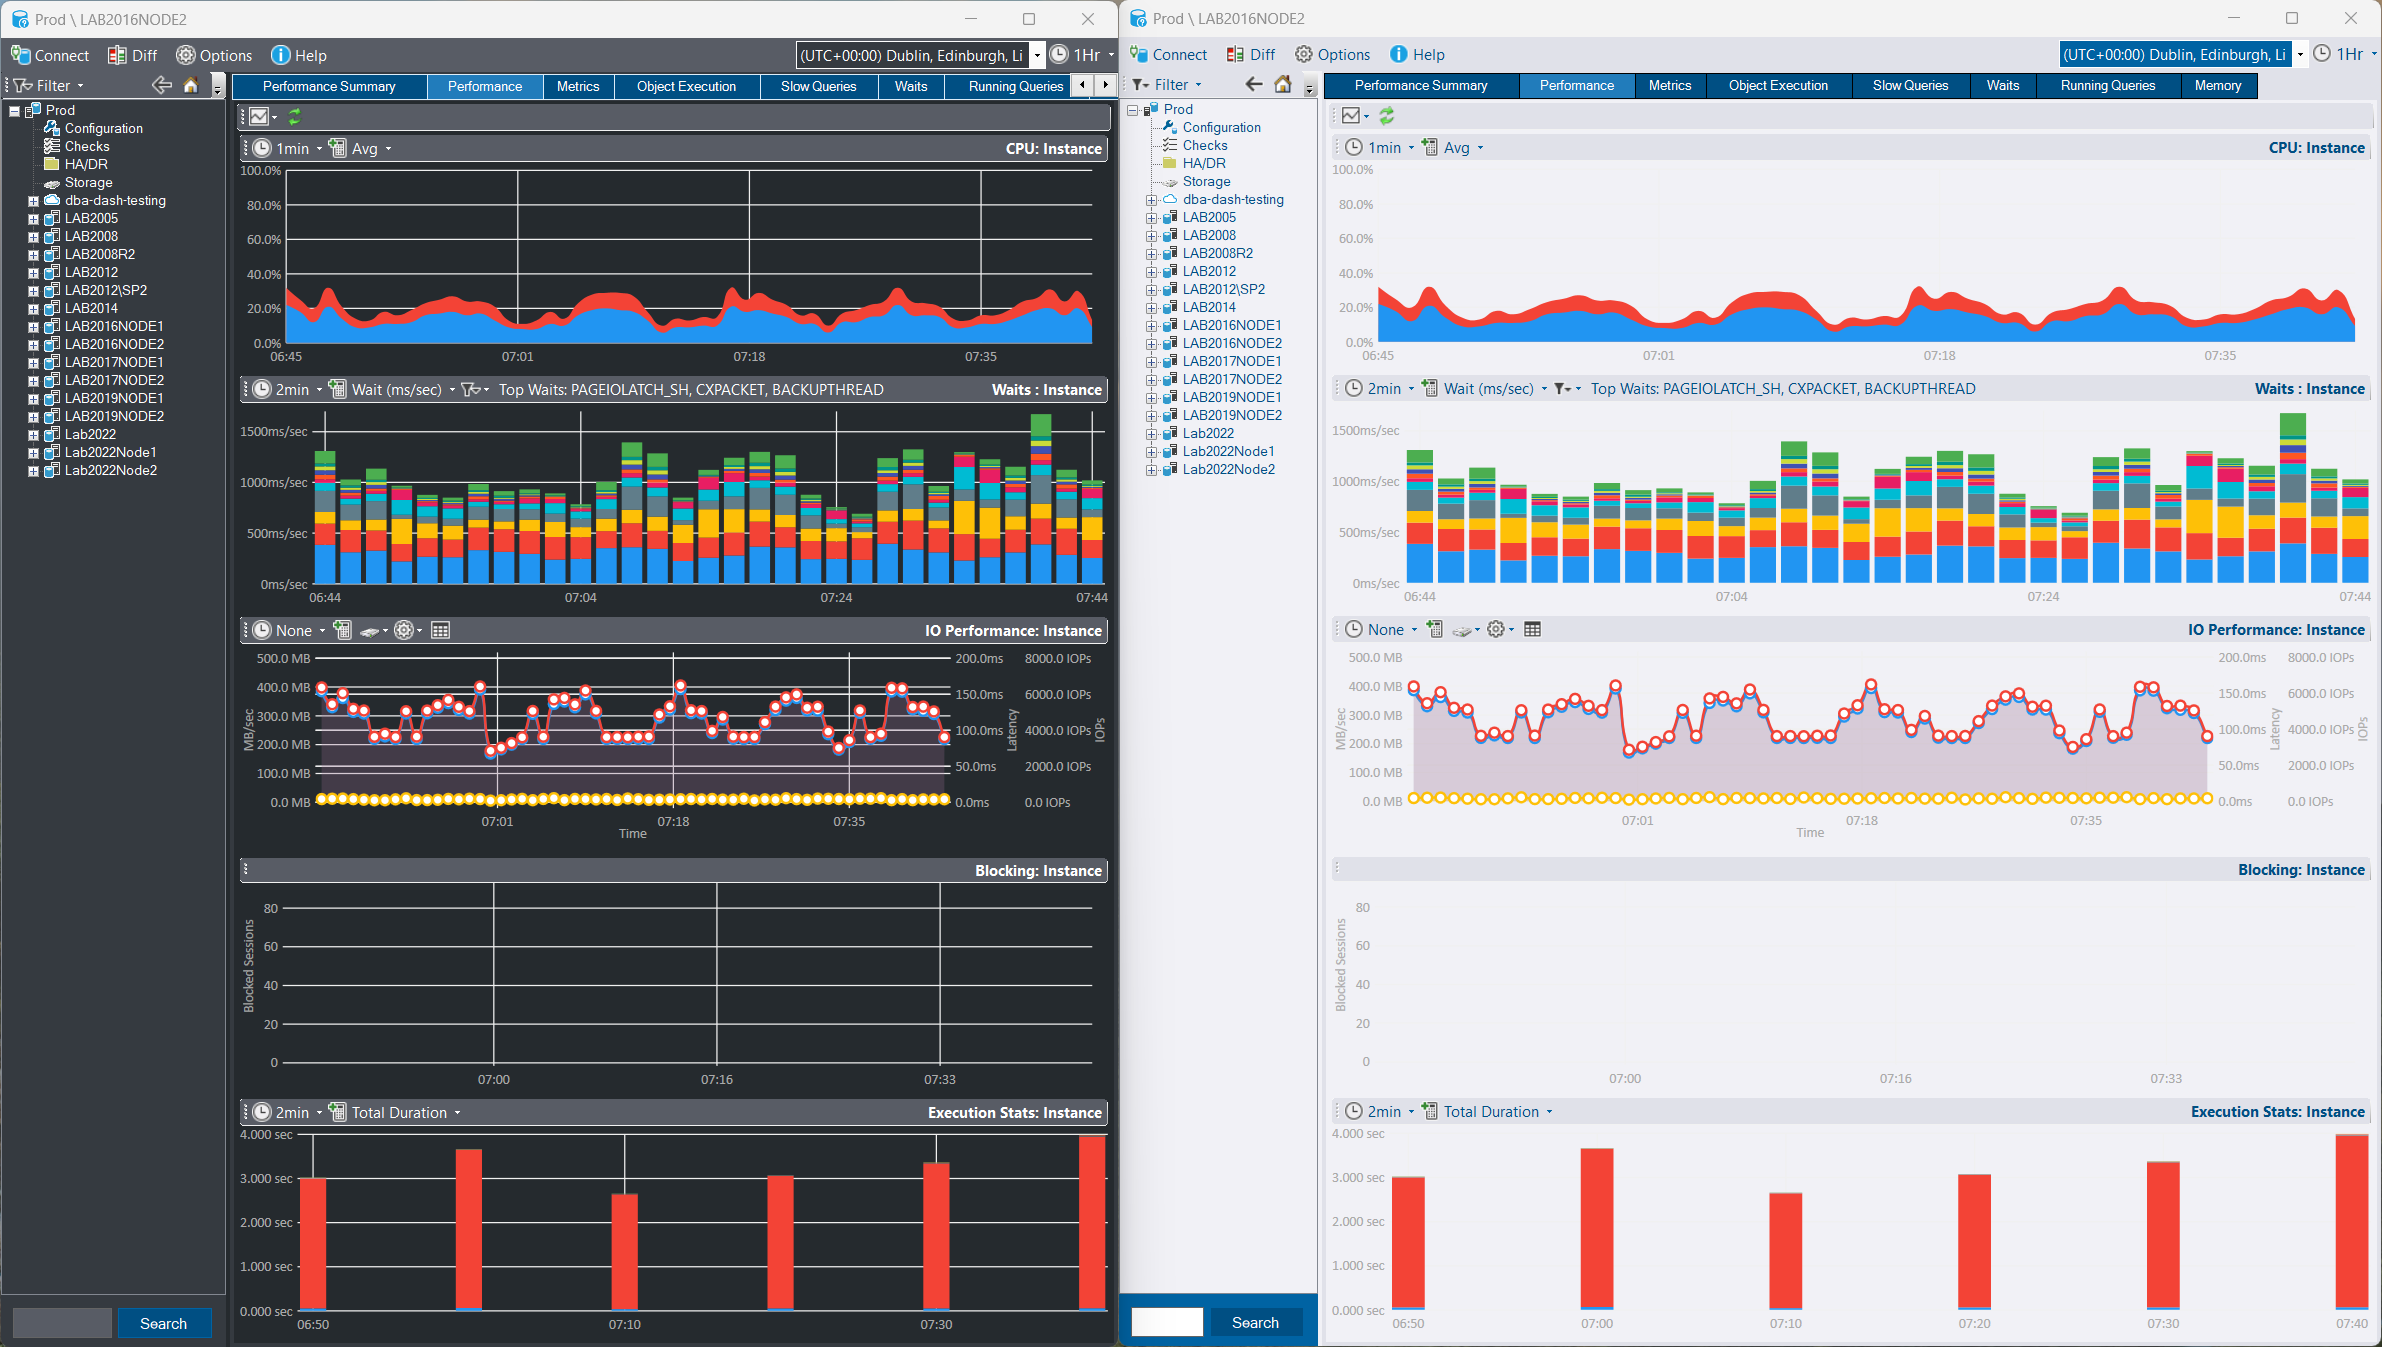 Prod \ LAB2016NODE2
Connect Diff Options Help (UTC+00:00) Dublin, Edinburgh, Li 1Hr
Filter
Performance Summary Performance Metrics Object Execution Slow Queries Waits Running Queries
Prod
Configuration
Checks
HA/DR
Storage
dba-dash-testing
LAB2005
LAB2008
LAB2008R2
LAB2012
LAB2012\SP2
LAB2014
LAB2016NODE1
LAB2016NODE2
LAB2017NODE1
LAB2017NODE2
LAB2019NODE1
LAB2019NODE2
Lab2022
Lab2022Node1
Lab2022Node2
Search
1min Avg CPU: Instance
100.0%
80.0%
60.0%
40.0%
20.0%
0.0%
06:45 07:01 07:18 07:35
2min Wait (ms/sec) Top Waits: PAGEIOLATCH_SH, CXPACKET, BACKUPTHREAD Waits : Instance
1500ms/sec
1000ms/sec
500ms/sec
0ms/sec
06:44 07:04 07:24 07:44
None IO Performance: Instance
500.0 MB 200.0ms 8000.0 IOPs
400.0 MB 150.0ms 6000.0 IOPs
300.0 MB
200.0 MB 100.0ms 4000.0 IOPs
100.0 MB 50.0ms 2000.0 IOPs
0.0 MB 0.0ms 0.0 IOPs
MB/sec
Latency
IOPs
07:01 07:18 07:35
Time
Blocking: Instance
80
60
40
20
0
Blocked Sessions
07:00 07:16 07:33
2min Total Duration Execution Stats: Instance
4.000 sec
3.000 sec
2.000 sec
1.000 sec
0.000 sec
06:50 07:10 07:30
Prod \ LAB2016NODE2
Connect Diff Options Help (UTC+00:00) Dublin, Edinburgh, Li 1Hr
Filter
Performance Summary Performance Metrics Object Execution Slow Queries Waits Running Queries Memory
Prod
Configuration
Checks
HA/DR
Storage
dba-dash-testing
LAB2005
LAB2008
LAB2008R2
LAB2012
LAB2012\SP2
LAB2014
LAB2016NODE1
LAB2016NODE2
LAB2017NODE1
LAB2017NODE2
LAB2019NODE1
LAB2019NODE2
Lab2022
Lab2022Node1
Lab2022Node2
Search
1min Avg CPU: Instance
100.0%
80.0%
60.0%
40.0%
20.0%
0.0%
06:45 07:01 07:18 07:35
2min Wait (ms/sec) Top Waits: PAGEIOLATCH_SH, CXPACKET, BACKUPTHREAD Waits : Instance
1500ms/sec
1000ms/sec
500ms/sec
0ms/sec
06:44 07:04 07:24 07:44
None IO Performance: Instance
500.0 MB 200.0ms 8000.0 IOPs
400.0 MB 150.0ms 6000.0 IOPs
300.0 MB
200.0 MB 100.0ms 4000.0 IOPs
100.0 MB 50.0ms 2000.0 IOPs
0.0 MB 0.0ms 0.0 IOPs
MB/sec
Latency
IOPs
07:01 07:18 07:35
Time
Blocking: Instance
80
60
40
20
0
Blocked Sessions
07:00 07:16 07:33
2min Total Duration Execution Stats: Instance
4.000 sec
3.000 sec
2.000 sec
1.000 sec
0.000 sec
06:50 07:00 07:10 07:20 07:30 07:40